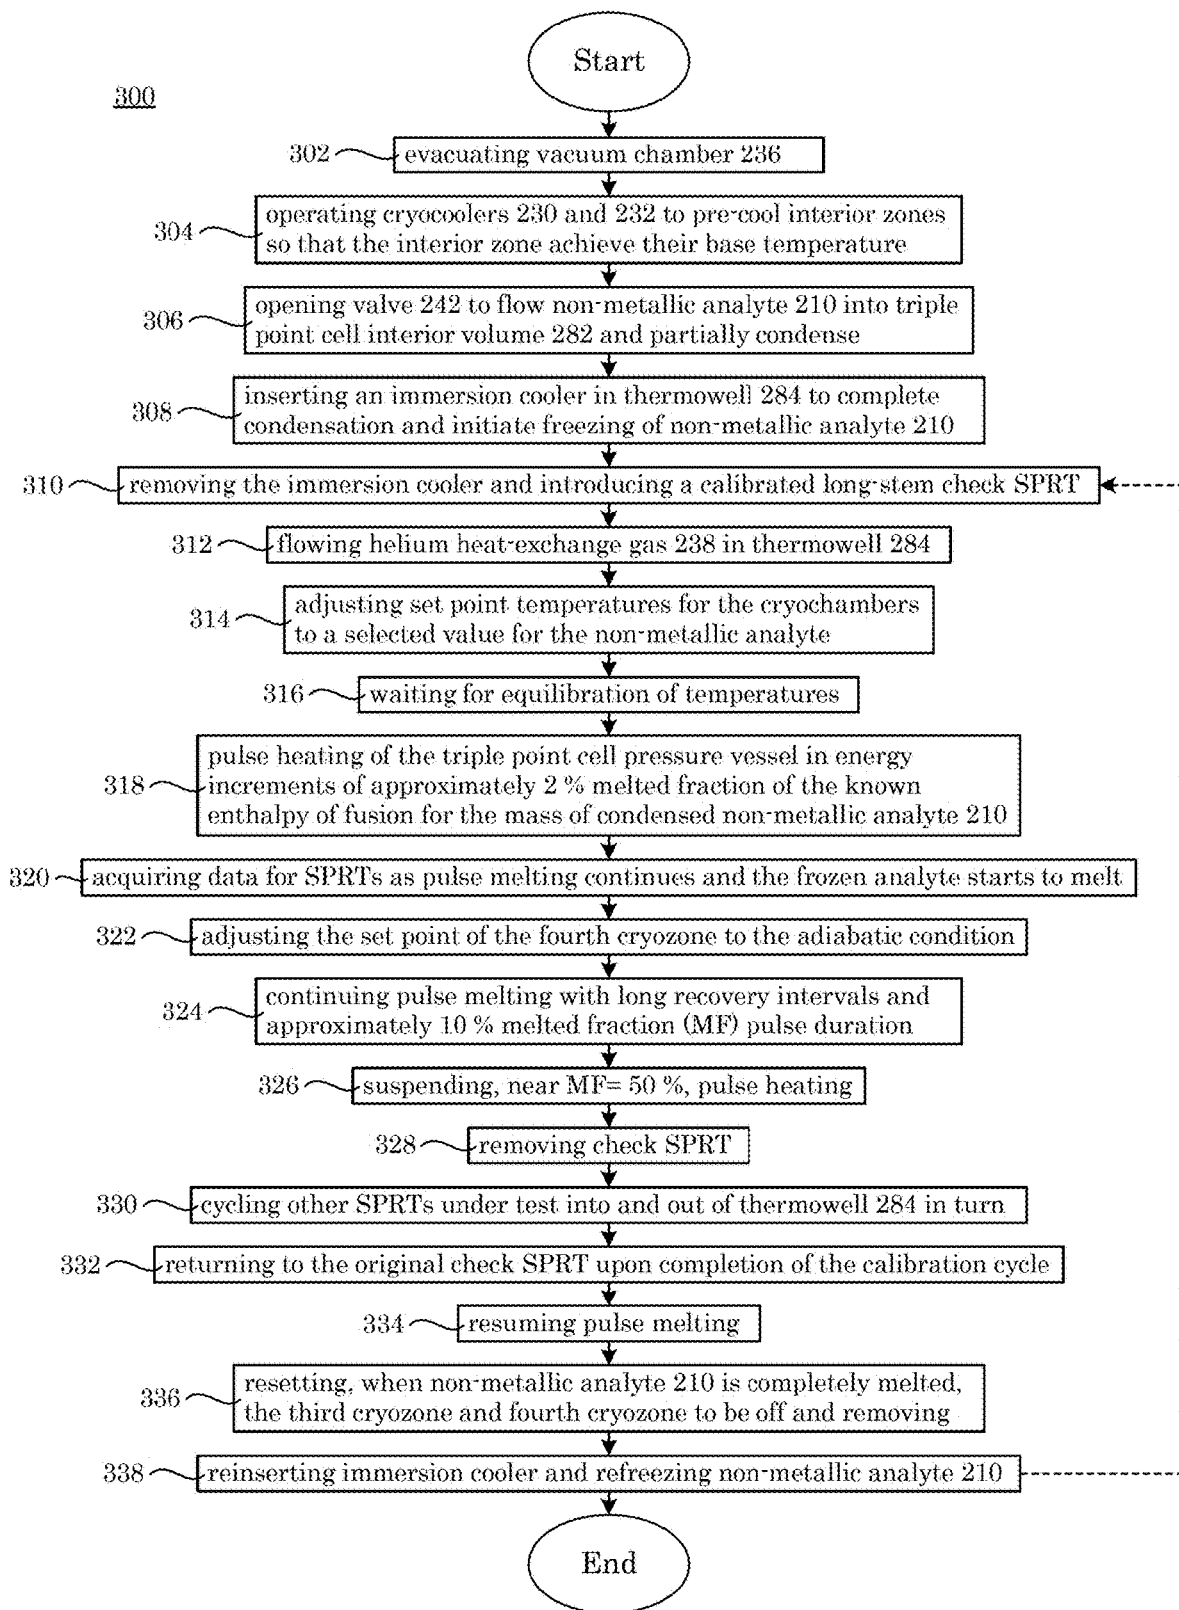 Start
300
302 evacuating vacuum chamber 236
304 operating cryocoolers 230 and 232 to pre-cool interior zones
so that the interior zone achieve their base temperature
306 opening valve 242 to flow non-metallic analyte 210 into triple
point cell interior volume 282 and partially condense
308 inserting an immersion cooler in thermowell 284 to complete
condensation and initiate freezing of non-metallic analyte 210
310 removing the immersion cooler and introducing a calibrated long-stem check SPRT
312 flowing helium heat-exchange gas 238 in thermowell 284
314 adjusting set point temperatures for the cryochambers
to a selected value for the non-metallic analyte
316 waiting for equilibration of temperatures
318 pulse heating of the triple point cell pressure vessel in energy
increments of approximately 2 % melted fraction of the known
enthalpy of fusion for the mass of condensed non-metallic analyte 210
320 acquiring data for SPRTs as pulse melting continues and the frozen analyte starts to melt
322 adjusting the set point of the fourth cryozone to the adiabatic condition
324 continuing pulse melting with long recovery intervals and
approximately 10 % melted fraction (MF) pulse duration
326 suspending, near MF= 50 %, pulse heating
328 removing check SPRT
330 cycling other SPRTs under test into and out of thermowell 284 in turn
332 returning to the original check SPRT upon completion of the calibration cycle
334 resuming pulse melting
336 resetting, when non-metallic analyte 210 is completely melted,
the third cryozone and fourth cryozone to be off and removing
338 reinserting immersion cooler and refreezing non-metallic analyte 210
End